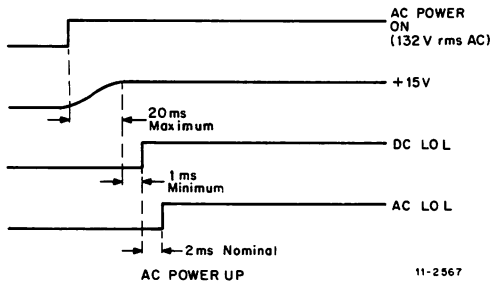 AC POWER
ON
(132V rms AC)
+15V
20ms
Maximum
DC LO L
1ms
Minimum
AC LO L
2ms Nominal
AC POWER UP
11-2567